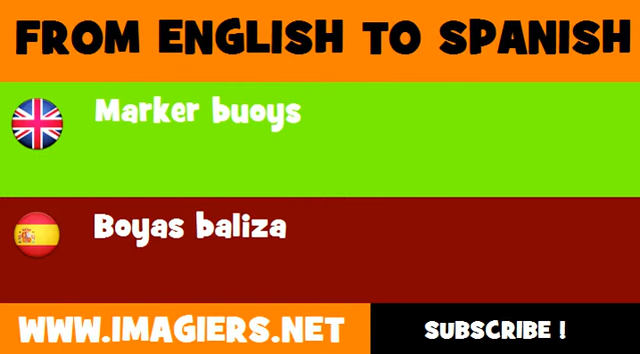 FROM ENGLISH TO SPANISH
Marker buoys
Boyas baliza
WWW.IMAGIERS.NET
SUBSCRIBE !